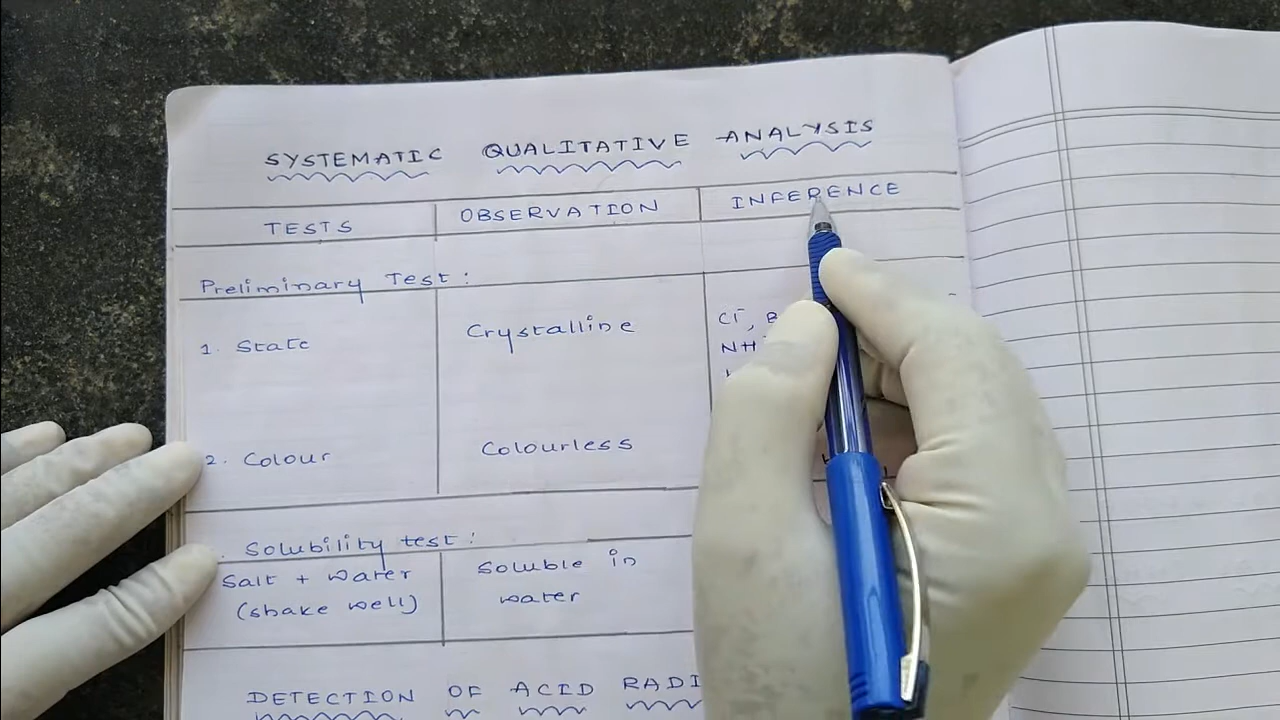 SYSTEMATIC QUALITATIVE ANALYSIS
TESTS OBSERVATION INFERENCE
Preliminary Test:
1. State Crystalline Cl⁻,
2. Colour Colourless
Solubility test:
Salt + water Soluble in
(shake well) water
DETECTION OF ACID